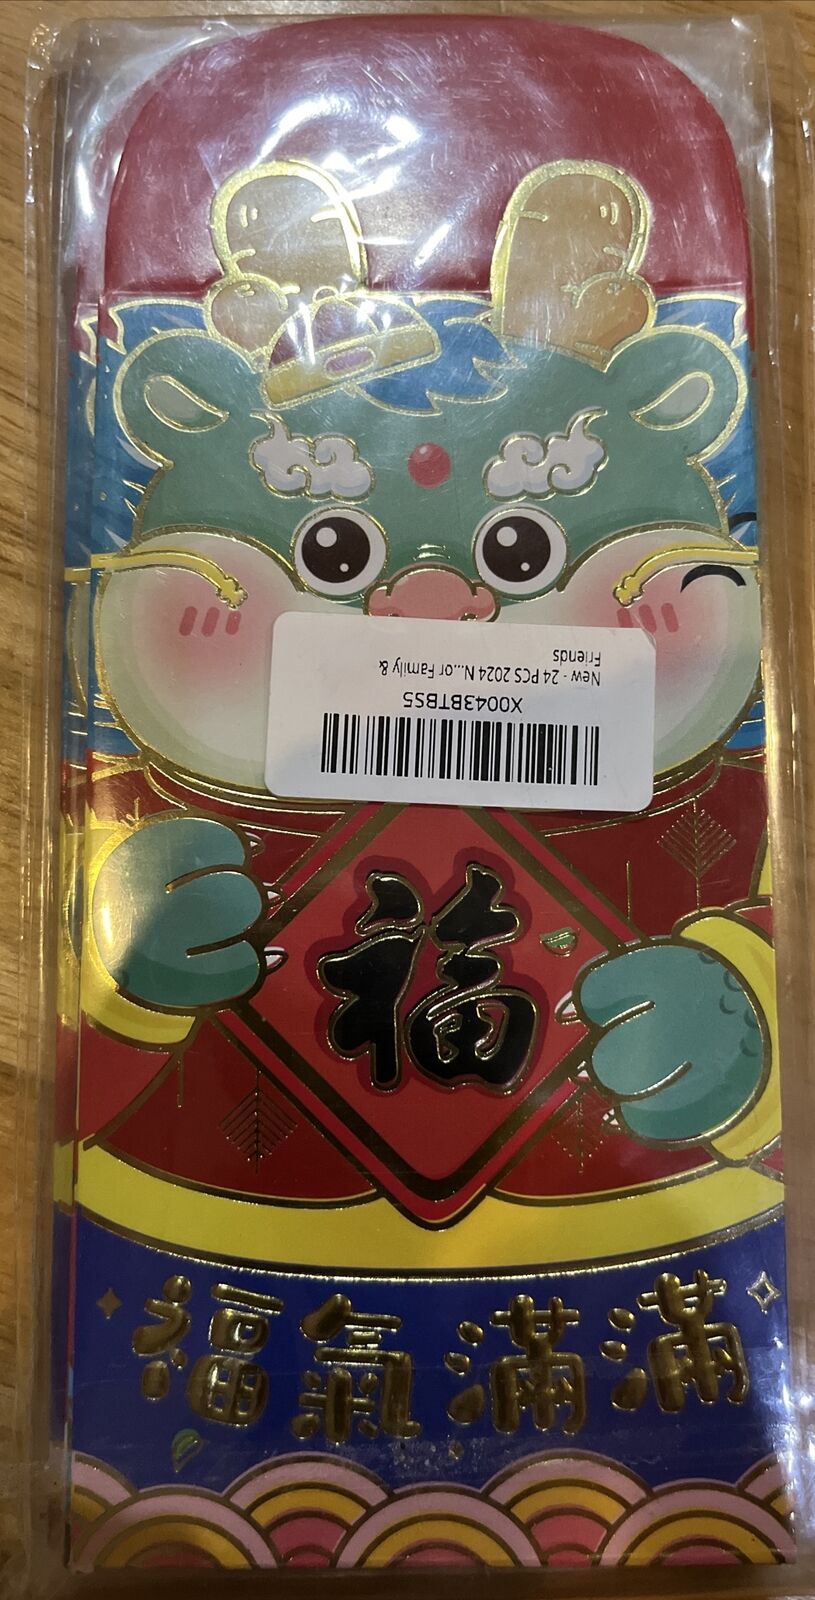 New - 24 PCS 2024 N...or Family &
Friends
X0043BTBS5
福
福氣滿滿